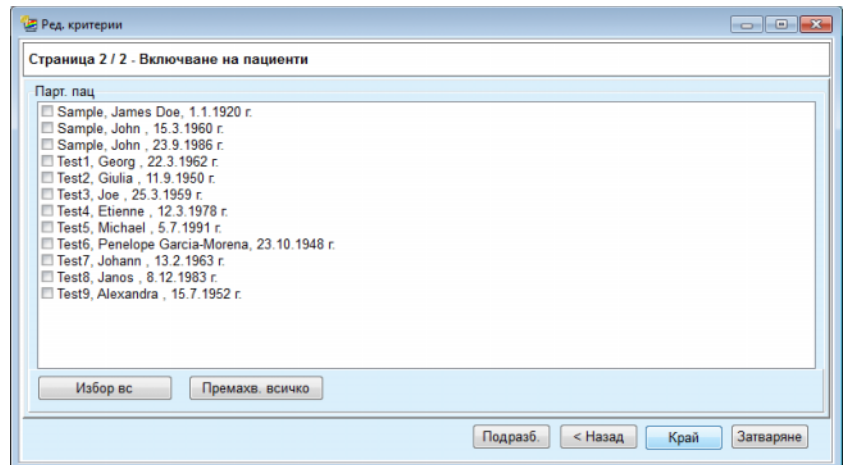 Ред. критерии
Страница 2 / 2 - Включване на пациенти
Парт. пац
Sample, James Doe, 1.1.1920 г.
Sample, John , 15.3.1960 г.
Sample, John , 23.9.1986 г.
Test1, Georg , 22.3.1962 г.
Test2, Giulia , 11.9.1950 г.
Test3, Joe , 25.3.1959 г.
Test4, Etienne , 12.3.1978 г.
Test5, Michael , 5.7.1991 г.
Test6, Penelope Garcia-Morena, 23.10.1948 г.
Test7, Johann , 13.2.1963 г.
Test8, Janos , 8.12.1983 г.
Test9, Alexandra , 15.7.1952 г.
Избор вс Премахв. всичко
Подразб. < Назад Край Затваряне